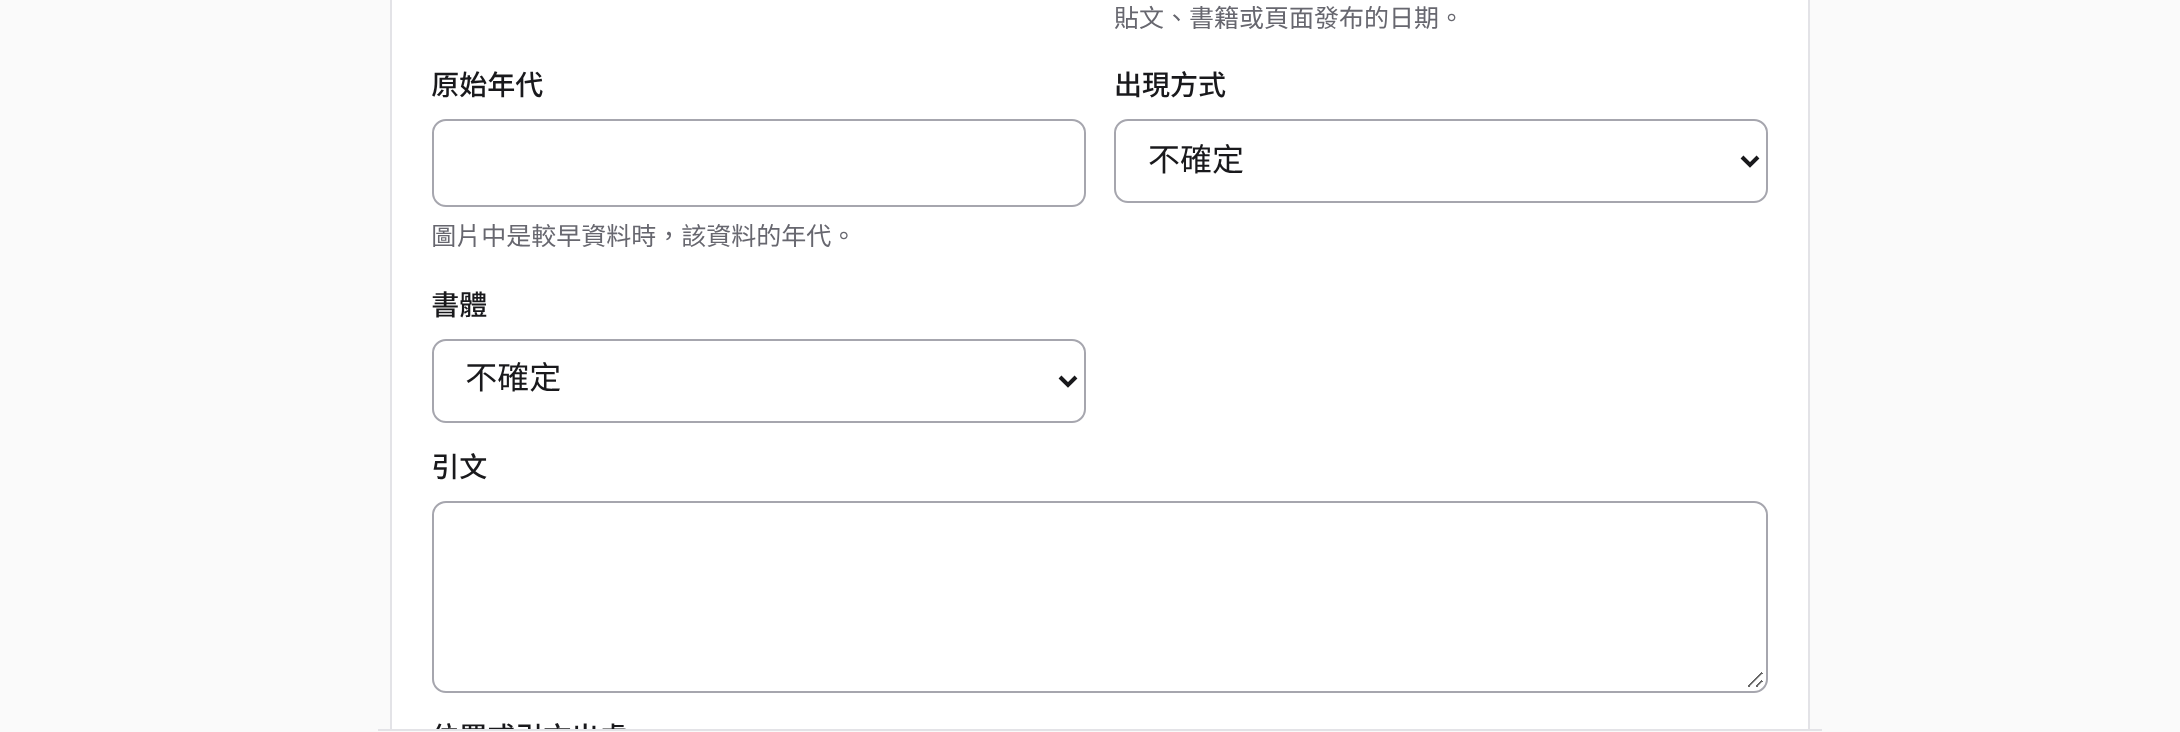 貼文、書籍或頁面發布的日期。
原始年代
出現方式
不確定
圖片中是較早資料時，該資料的年代。
書體
不確定
引文